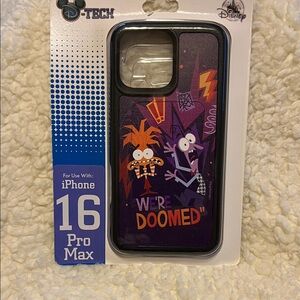 D-TECH
Disney
For Use With:
iPhone
16
Pro
Max
"WE'RE
DOOMED"